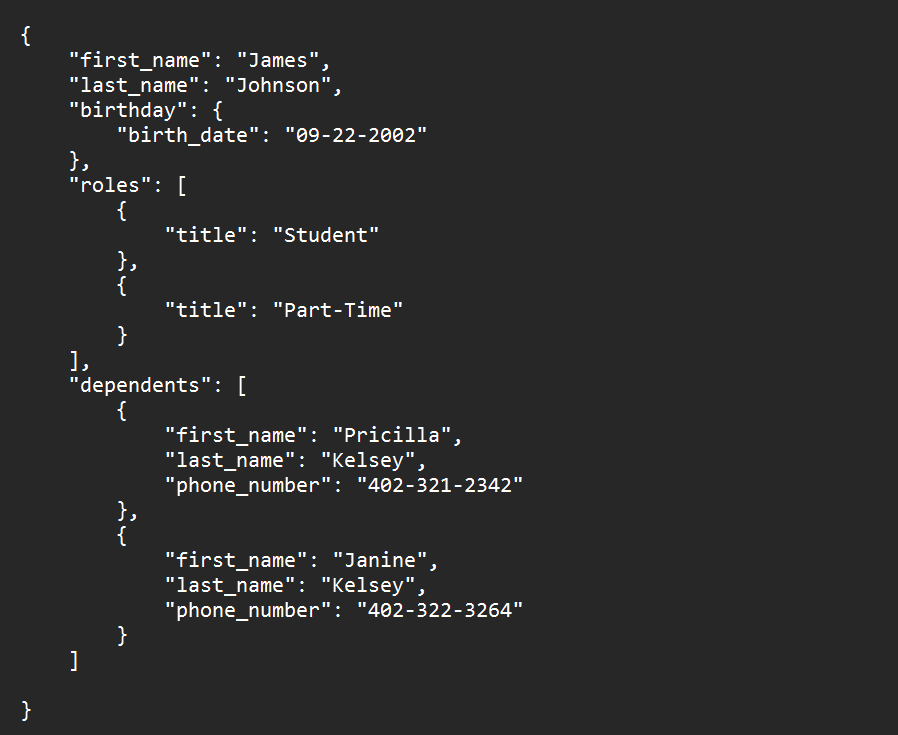 {
    "first_name": "James",
    "last_name": "Johnson",
    "birthday": {
        "birth_date": "09-22-2002"
    },
    "roles": [
        {
            "title": "Student"
        },
        {
            "title": "Part-Time"
        }
    ],
    "dependents": [
        {
            "first_name": "Pricilla",
            "last_name": "Kelsey",
            "phone_number": "402-321-2342"
        },
        {
            "first_name": "Janine",
            "last_name": "Kelsey",
            "phone_number": "402-322-3264"
        }
    ]

}